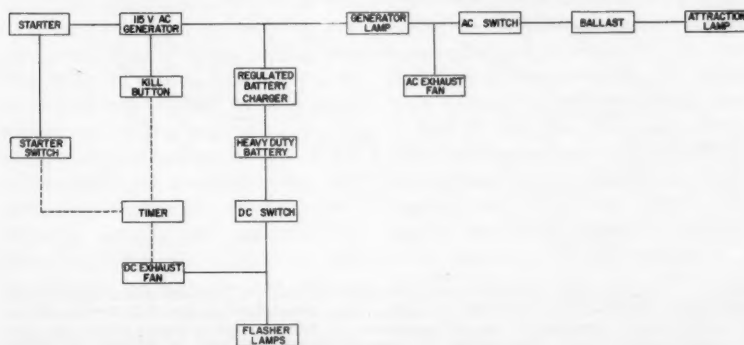 STARTER
115 V AC
GENERATOR
GENERATOR
LAMP
AC SWITCH
BALLAST
ATTRACTION
LAMP
KILL
BUTTON
REGULATED
BATTERY
CHARGER
AC EXHAUST
FAN
STARTER
SWITCH
HEAVY DUTY
BATTERY
TIMER
DC SWITCH
DC EXHAUST
FAN
FLASHER
LAMPS